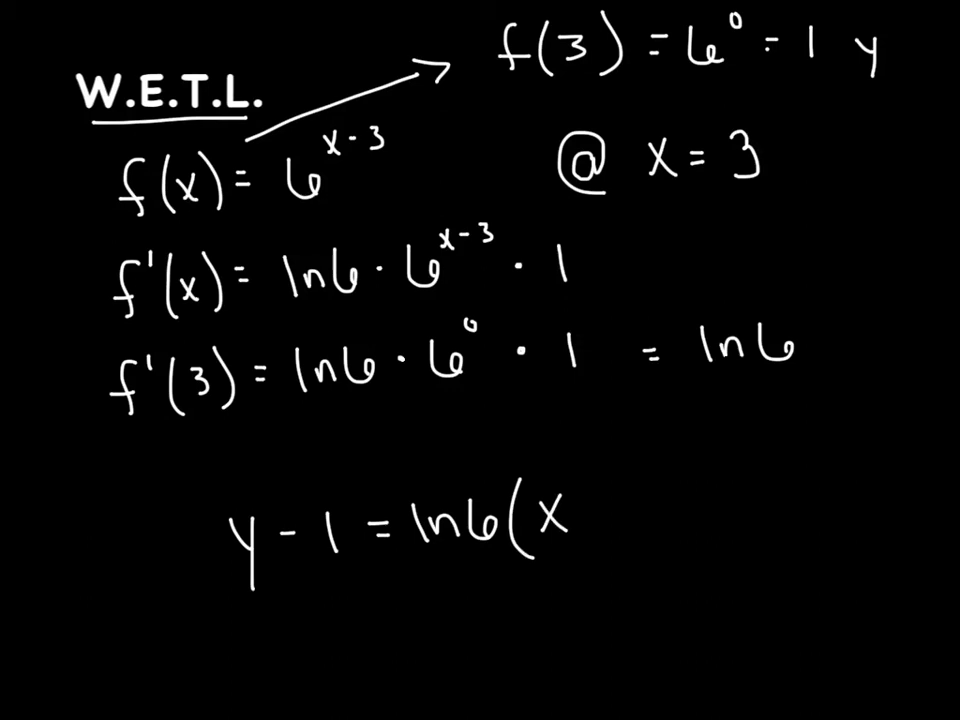 f(3) = 6⁰ = 1 y
W.E.T.L.
f(x) = 6^(x-3) @ x = 3
f'(x) = ln6 · 6^(x-3) · 1
f'(3) = ln6 · 6⁰ · 1 = ln6
y - 1 = ln6(x